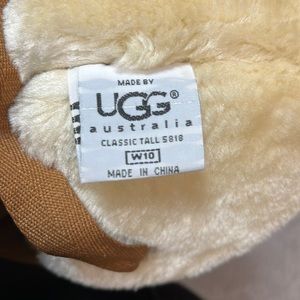 MADE BY
UGG®
australia
CLASSIC TALL 5818
W10
MADE IN CHINA